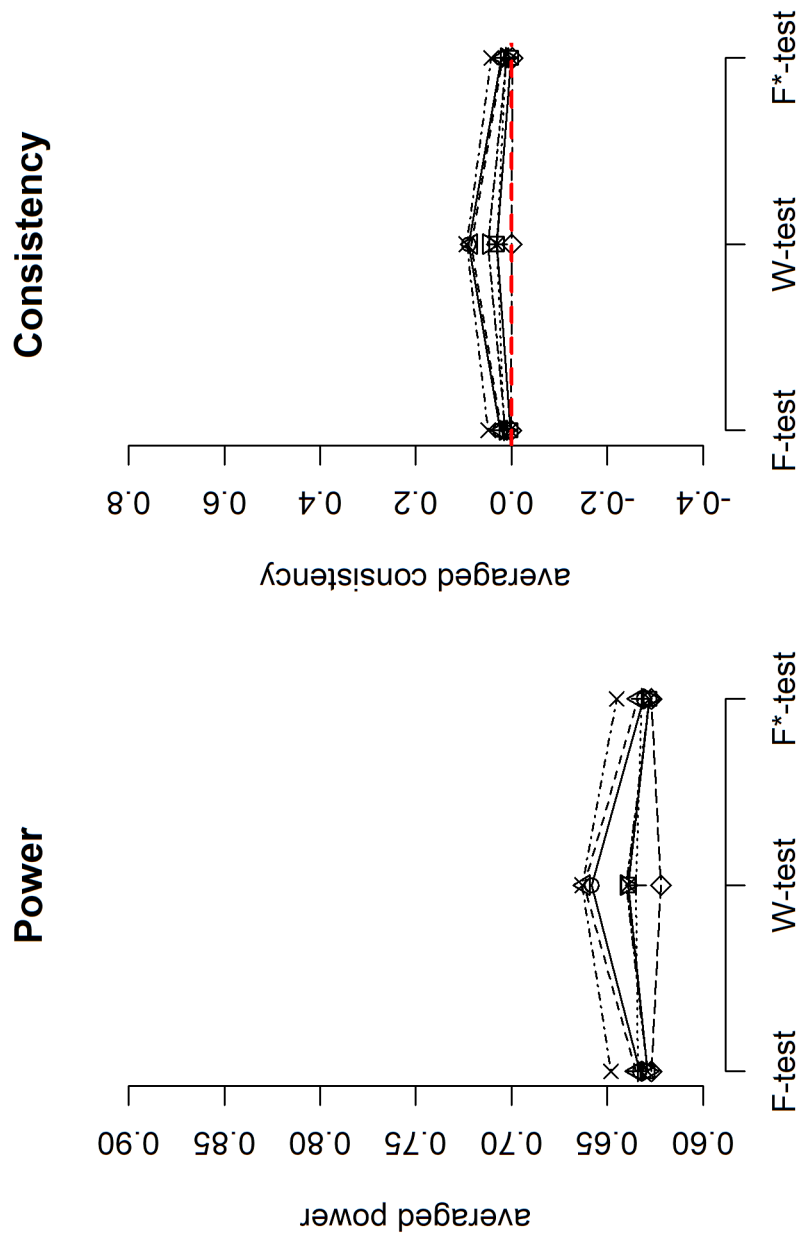 Power
averaged power
0.60
0.65
0.70
0.75
0.80
0.85
0.90
F-test
W-test
F*-test
Consistency
averaged consistency
-0.4
-0.2
0.0
0.2
0.4
0.6
0.8
F-test
W-test
F*-test